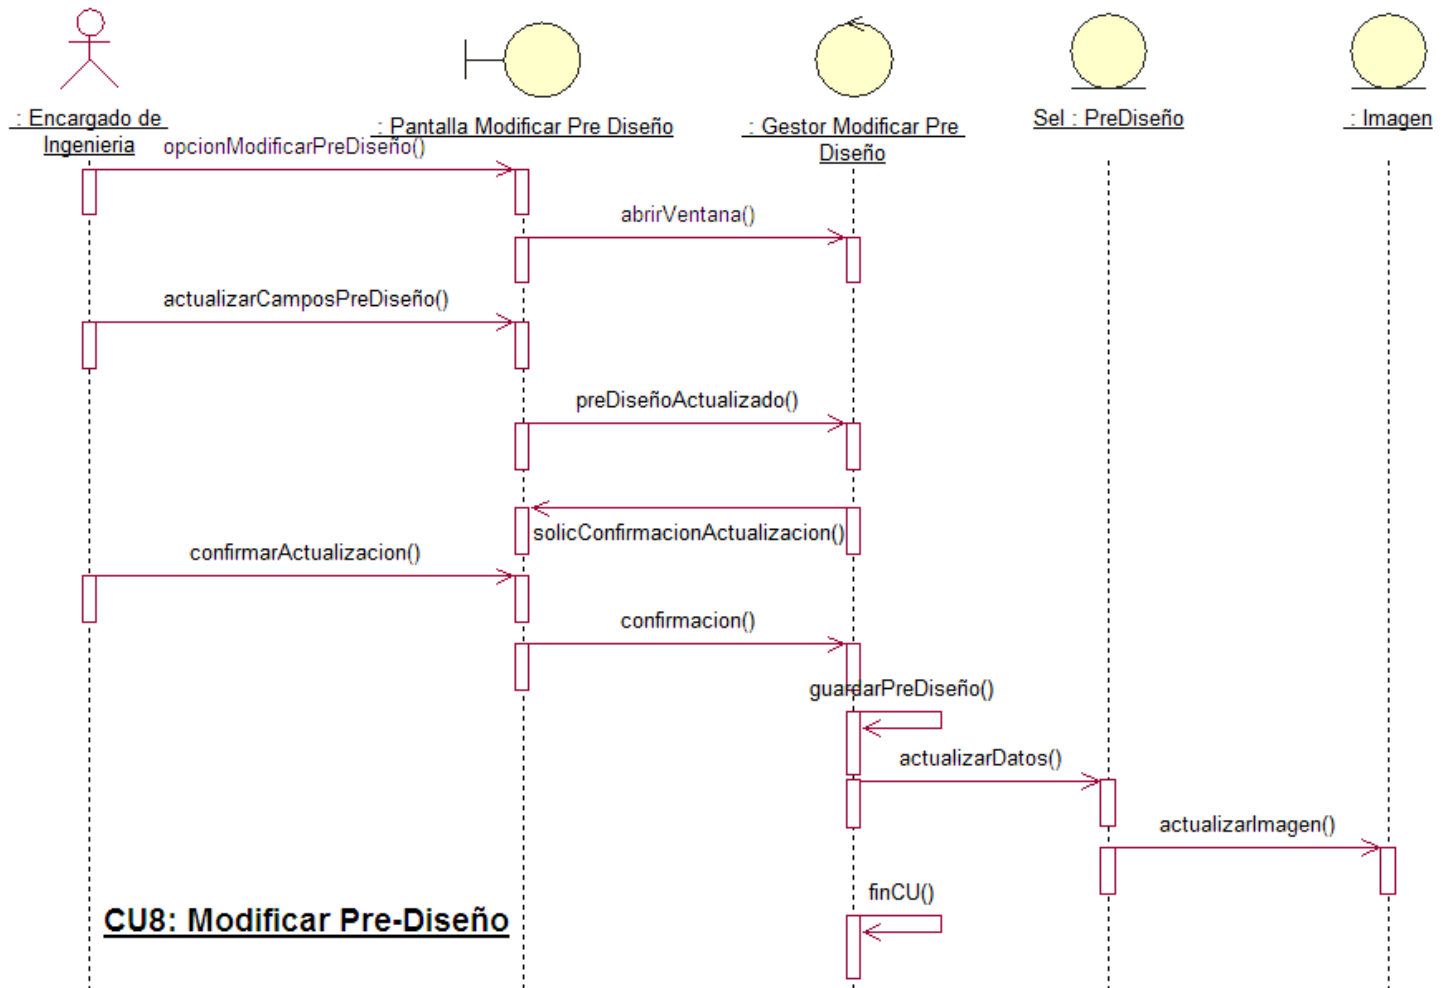 : Encargado de
Ingenieria
: Pantalla Modificar Pre Diseño
: Gestor Modificar Pre
Diseño
Sel : PreDiseño
: Imagen
opcionModificarPreDiseño()
abrirVentana()
actualizarCamposPreDiseño()
preDiseñoActualizado()
solicConfirmacionActualizacion()
confirmarActualizacion()
confirmacion()
guardarPreDiseño()
actualizarDatos()
actualizarImagen()
finCU()
CU8: Modificar Pre-Diseño